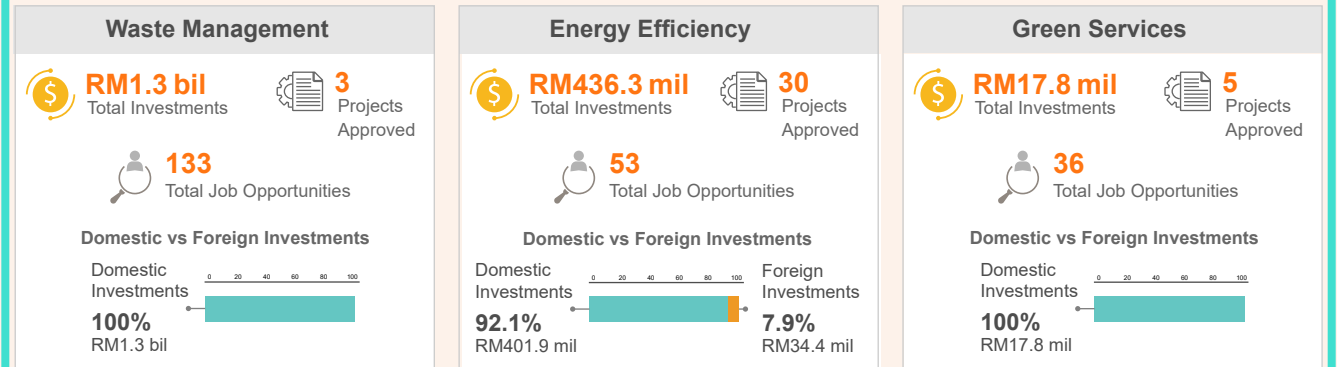 Waste Management
RM1.3 bil
Total Investments
3
Projects
Approved
133
Total Job Opportunities
Domestic vs Foreign Investments
Domestic
Investments
100%
RM1.3 bil
0 20 40 60 80 100
Energy Efficiency
RM436.3 mil
Total Investments
30
Projects
Approved
53
Total Job Opportunities
Domestic vs Foreign Investments
Domestic
Investments
92.1%
RM401.9 mil
0 20 40 60 80 100
Foreign
Investments
7.9%
RM34.4 mil
Green Services
RM17.8 mil
Total Investments
5
Projects
Approved
36
Total Job Opportunities
Domestic vs Foreign Investments
Domestic
Investments
100%
RM17.8 mil
0 20 40 60 80 100